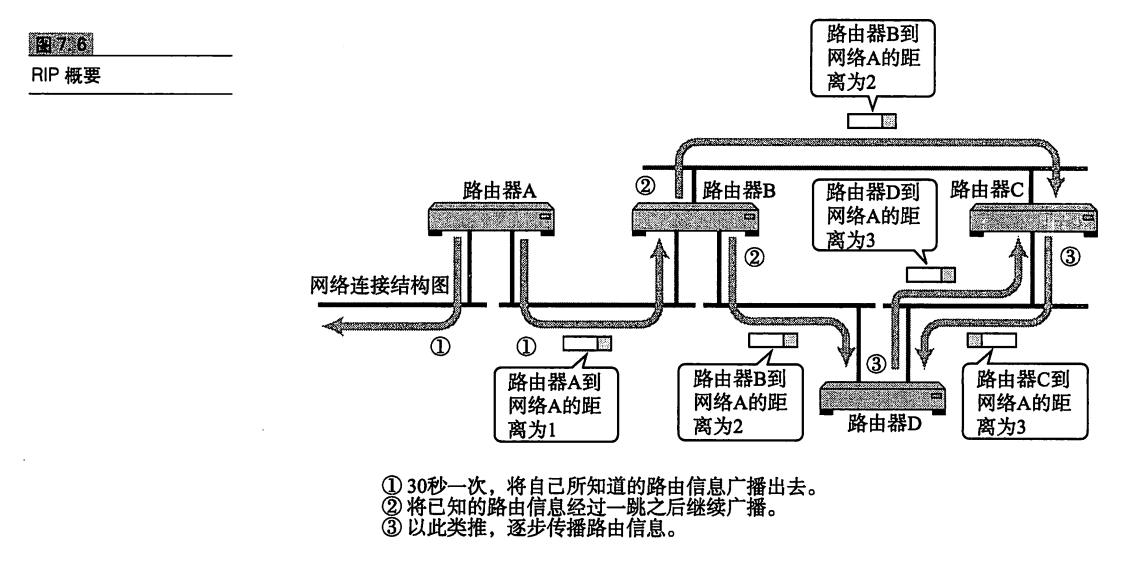 图7.6
RIP 概要
路由器B到
网络A的距
离为2
路由器A
②
路由器B
路由器D到
网络A的距
离为3
路由器C
②
③
网络连接结构图
①
①
③
路由器A到
网络A的距
离为1
路由器B到
网络A的距
离为2
路由器C到
网络A的距
离为3
路由器D
① 30秒一次，将自己所知道的路由信息广播出去。
② 将已知的路由信息经过一跳之后继续广播。
③ 以此类推，逐步传播路由信息。